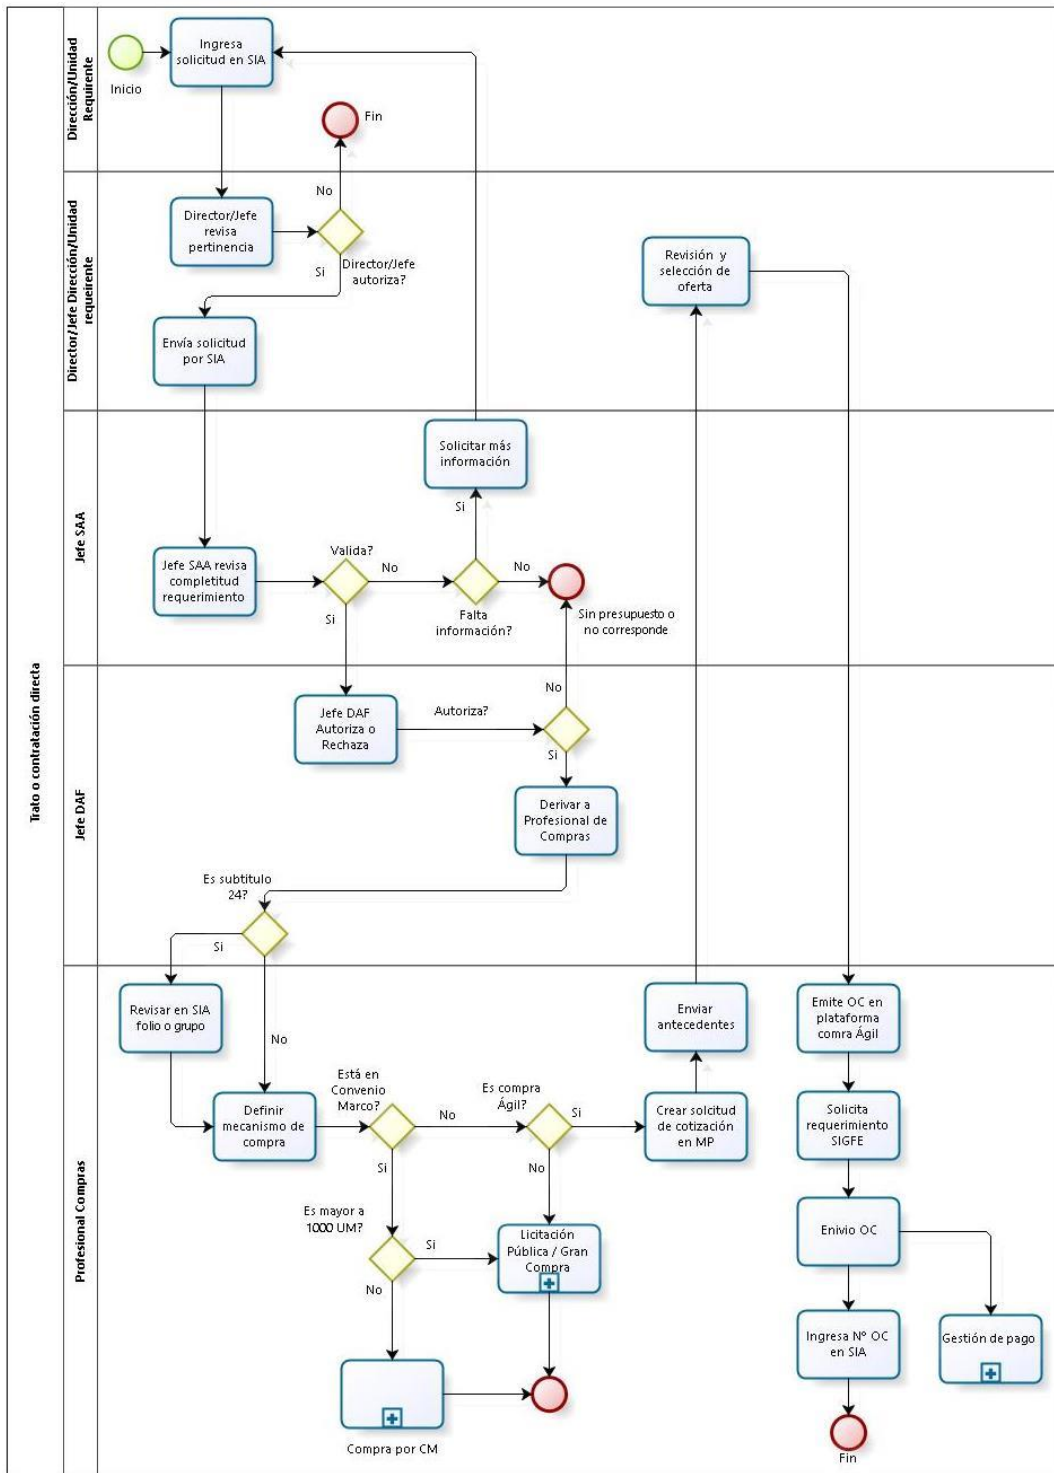 Trato o contratación directa
Dirección/Unidad
Requirente
Inicio
Ingresa
solicitud en SIA
Fin
Director/Jefe Dirección/Unidad
requeirente
No
Director/Jefe
revisa
pertinencia
Si
Director/Jefe
autoriza?
Envía solicitud
por SIA
Revisión y
selección de
oferta
Jefe SAA
Solicitar más
información
Si
Jefe SAA revisa
completitud
requerimiento
Valida?
No
Si
Falta
información?
No
Sin presupuesto o
no corresponde
Jefe DAF
Jefe DAF
Autoriza o
Rechaza
Autoriza?
No
Si
Derivar a
Profesional de
Compras
Es subtitulo
24?
Si
No
Profesional Compras
Revisar en SIA
folio o grupo
Definir
mecanismo de
compra
Está en
Convenio
Marco?
No
Si
Es compra
Ágil?
Si
No
Crear solcitud
de cotización
en MP
Enviar
antecedentes
Es mayor a
1000 UM?
Si
No
Licitación
Pública / Gran
Compra
Compra por CM
Emite OC en
plataforma
comra Ágil
Solicita
requerimiento
SIGFE
Enivio OC
Ingresa Nº OC
en SIA
Gestión de pago
Fin